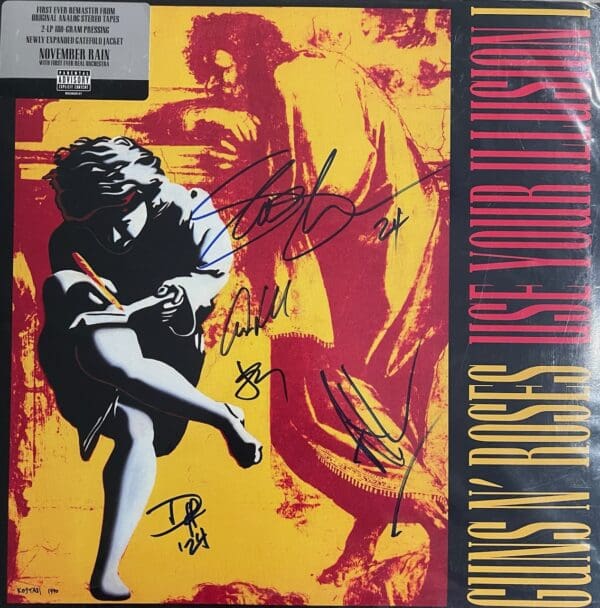 FIRST EVER REMASTER FROM
ORIGINAL ANALOG STEREO TAPES
2-LP 180-GRAM PRESSING
NEWLY EXPANDED GATEFOLD JACKET
NOVEMBER RAIN
WITH FIRST EVER REAL ORCHESTRA
PARENTAL
ADVISORY
EXPLICIT CONTENT
GUNS N' ROSES USE YOUR ILLUSION I
Slash
24
'24
KOSTABI 1990